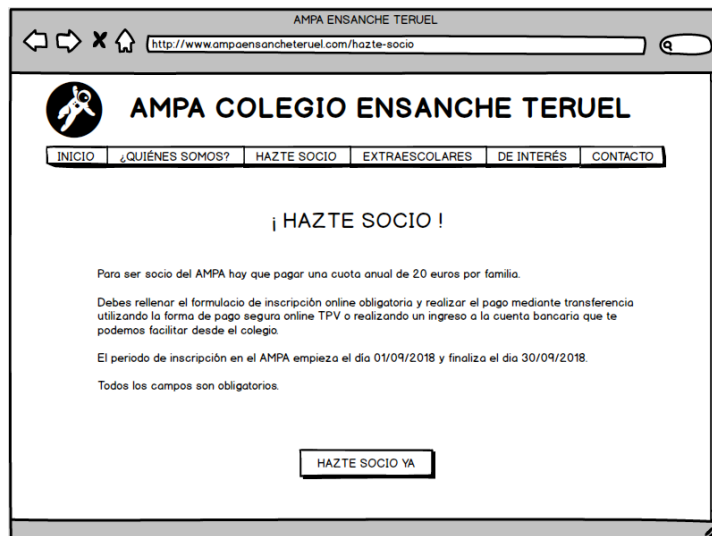 AMPA ENSANCHE TERUEL
http://www.ampaensancheteruel.com/hazte-socio
AMPA COLEGIO ENSANCHE TERUEL
INICIO ¿QUIÉNES SOMOS? HAZTE SOCIO EXTRAESCOLARES DE INTERÉS CONTACTO
¡ HAZTE SOCIO !
Para ser socio del AMPA hay que pagar una cuota anual de 20 euros por familia.
Debes rellenar el formulacio de inscripción online obligatoria y realizar el pago mediante transferencia
utilizando la forma de pago segura online TPV o realizando un ingreso a la cuenta bancaria que te
podemos facilitar desde el colegio.
El periodo de inscripción en el AMPA empieza el día 01/09/2018 y finaliza el dia 30/09/2018.
Todos los campos son obligatorios.
HAZTE SOCIO YA